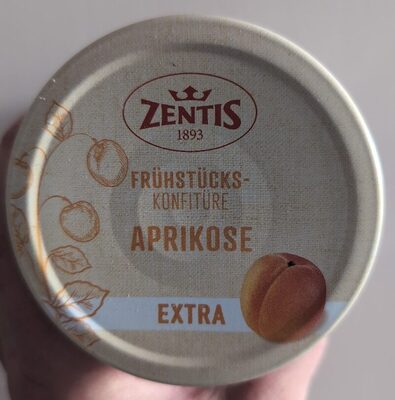 ZENTIS
1893
FRÜHSTÜCKS-
KONFITÜRE
APRIKOSE
EXTRA